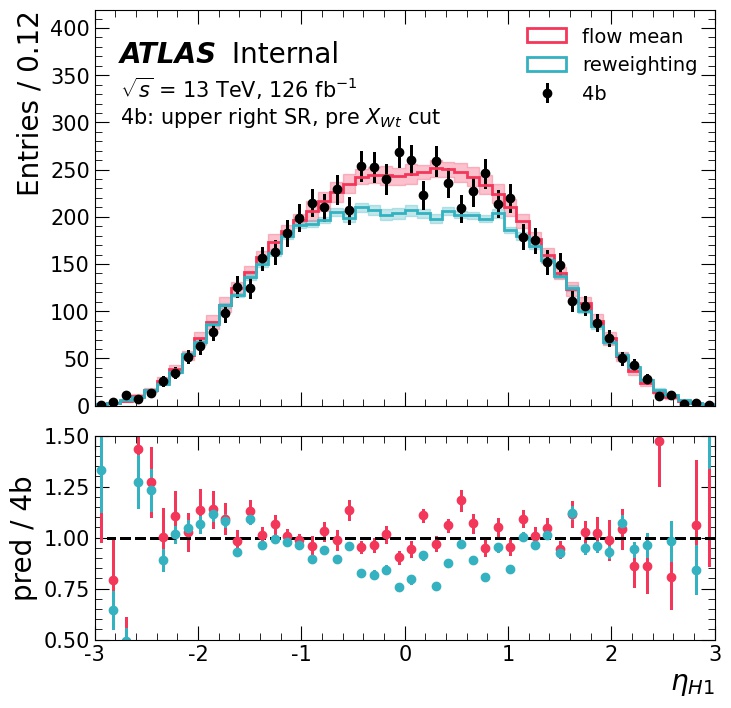 ATLAS Internal
√s = 13 TeV, 126 fb⁻¹
4b: upper right SR, pre X_Wt cut
flow mean
reweighting
4b
Entries / 0.12
400
350
300
250
200
150
100
50
0
pred / 4b
1.50
1.25
1.00
0.75
0.50
-3 -2 -1 0 1 2 3
η_H1